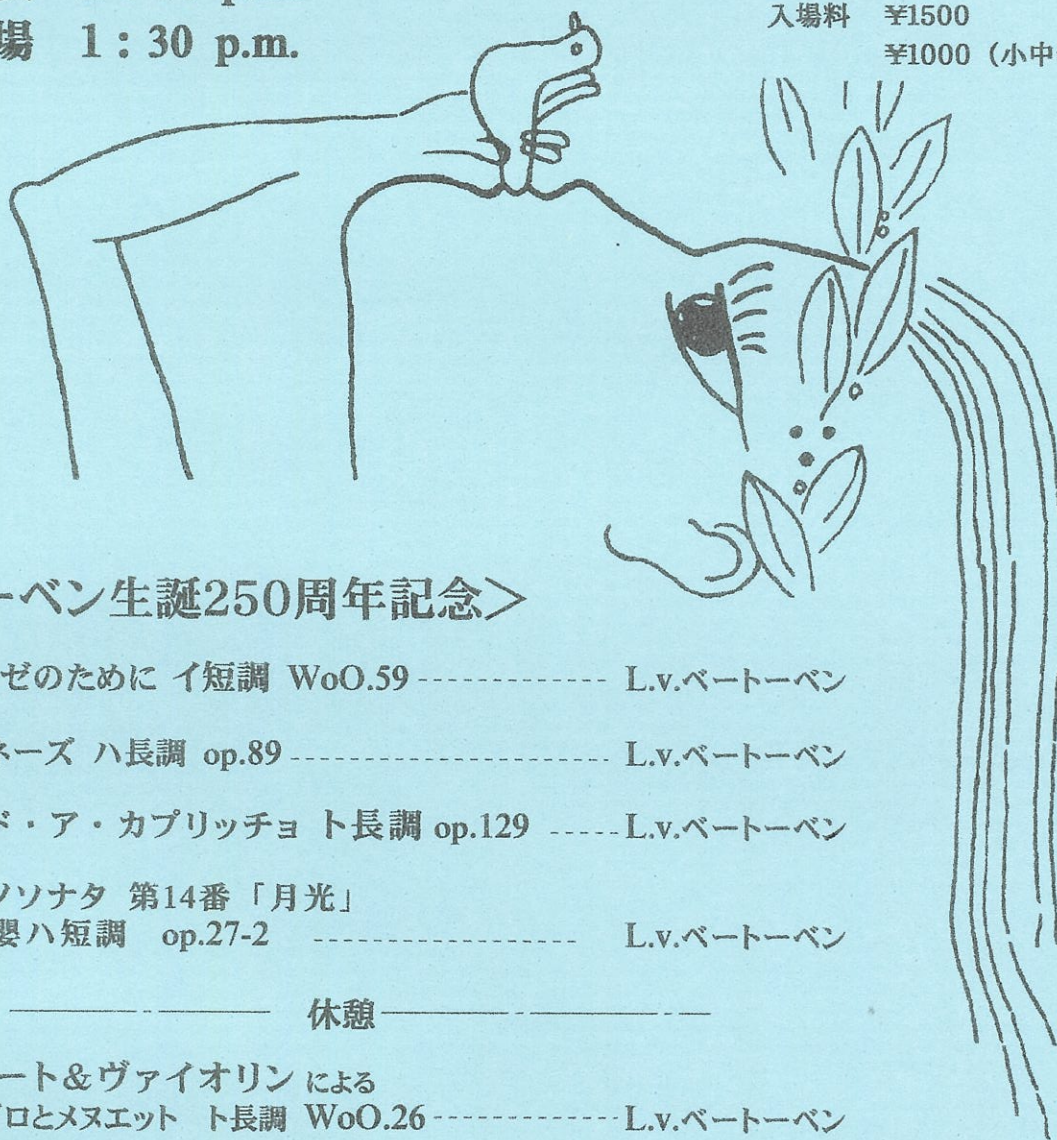 場 1：30 p.m.
入場料 ¥1500
¥1000（小中
ーベン生誕250周年記念＞
ゼのために イ短調 WoO.59 ------------- L.v.ベートーベン
ネーズ ハ長調 op.89 --------------------- L.v.ベートーベン
ド・ア・カプリッチョ ト長調 op.129 ----- L.v.ベートーベン
ソナタ 第14番「月光」
嬰ハ短調 op.27-2 ------------------ L.v.ベートーベン
休憩
ート＆ヴァイオリン による
ロとメヌエット ト長調 WoO.26 ------------- L.v.ベートーベン